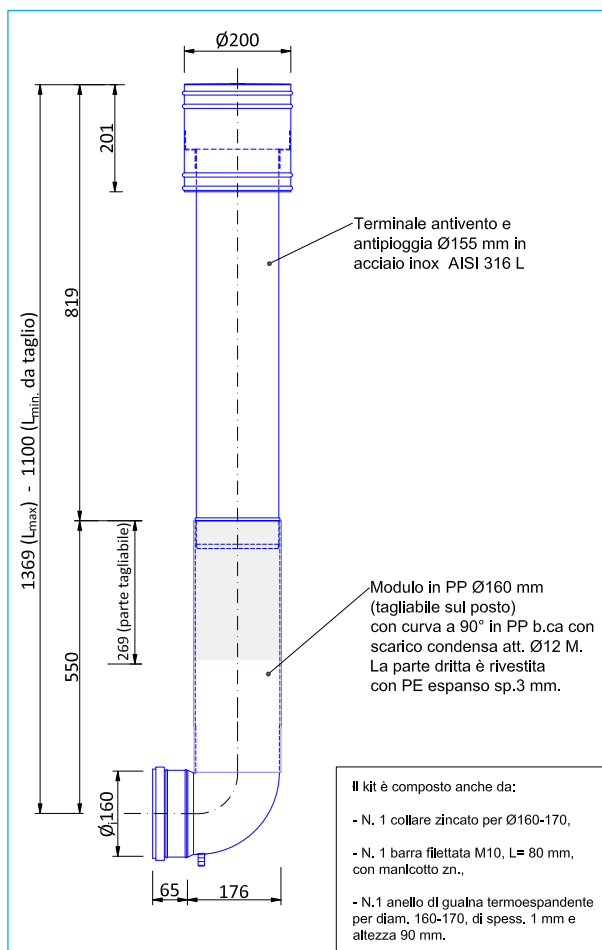 Ø200
201
819
1369 (Lmax) - 1100 (Lmin. da taglio)
Terminale antivento e
antipioggia Ø155 mm in
acciaio inox AISI 316 L
269 (parte tagliabile)
550
Modulo in PP Ø160 mm
(tagliabile sul posto)
con curva a 90° in PP b.ca con
scarico condensa att. Ø12 M.
La parte dritta è rivestita
con PE espanso sp.3 mm.
Øi160
65
176
Il kit è composto anche da:
- N. 1 collare zincato per Ø160-170,
- N. 1 barra filettata M10, L= 80 mm,
con manicotto zn.,
- N.1 anello di guaina termoespandente
per diam. 160-170, di spess. 1 mm e
altezza 90 mm.